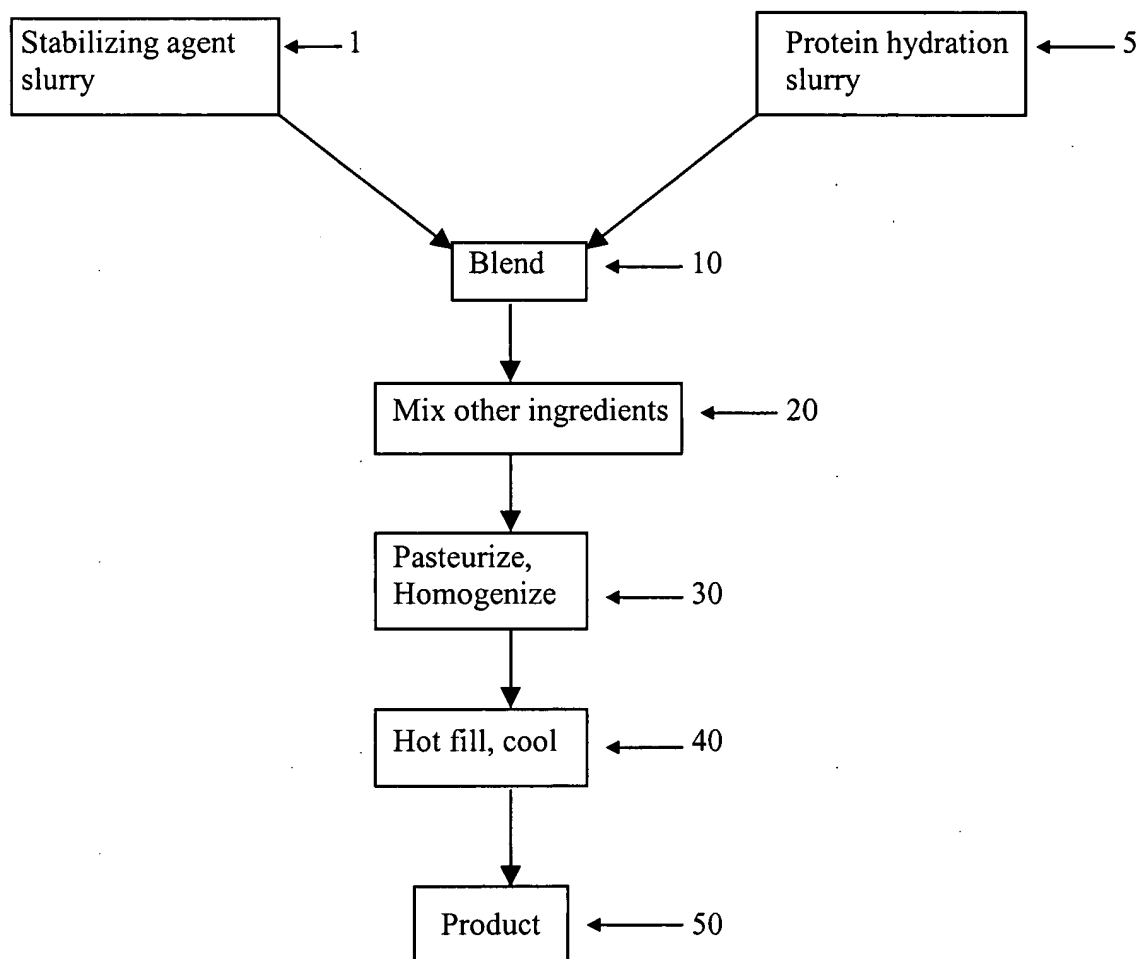 Stabilizing agent
slurry
1
Protein hydration
slurry
5
Blend
10
Mix other ingredients
20
Pasteurize,
Homogenize
30
Hot fill, cool
40
Product
50